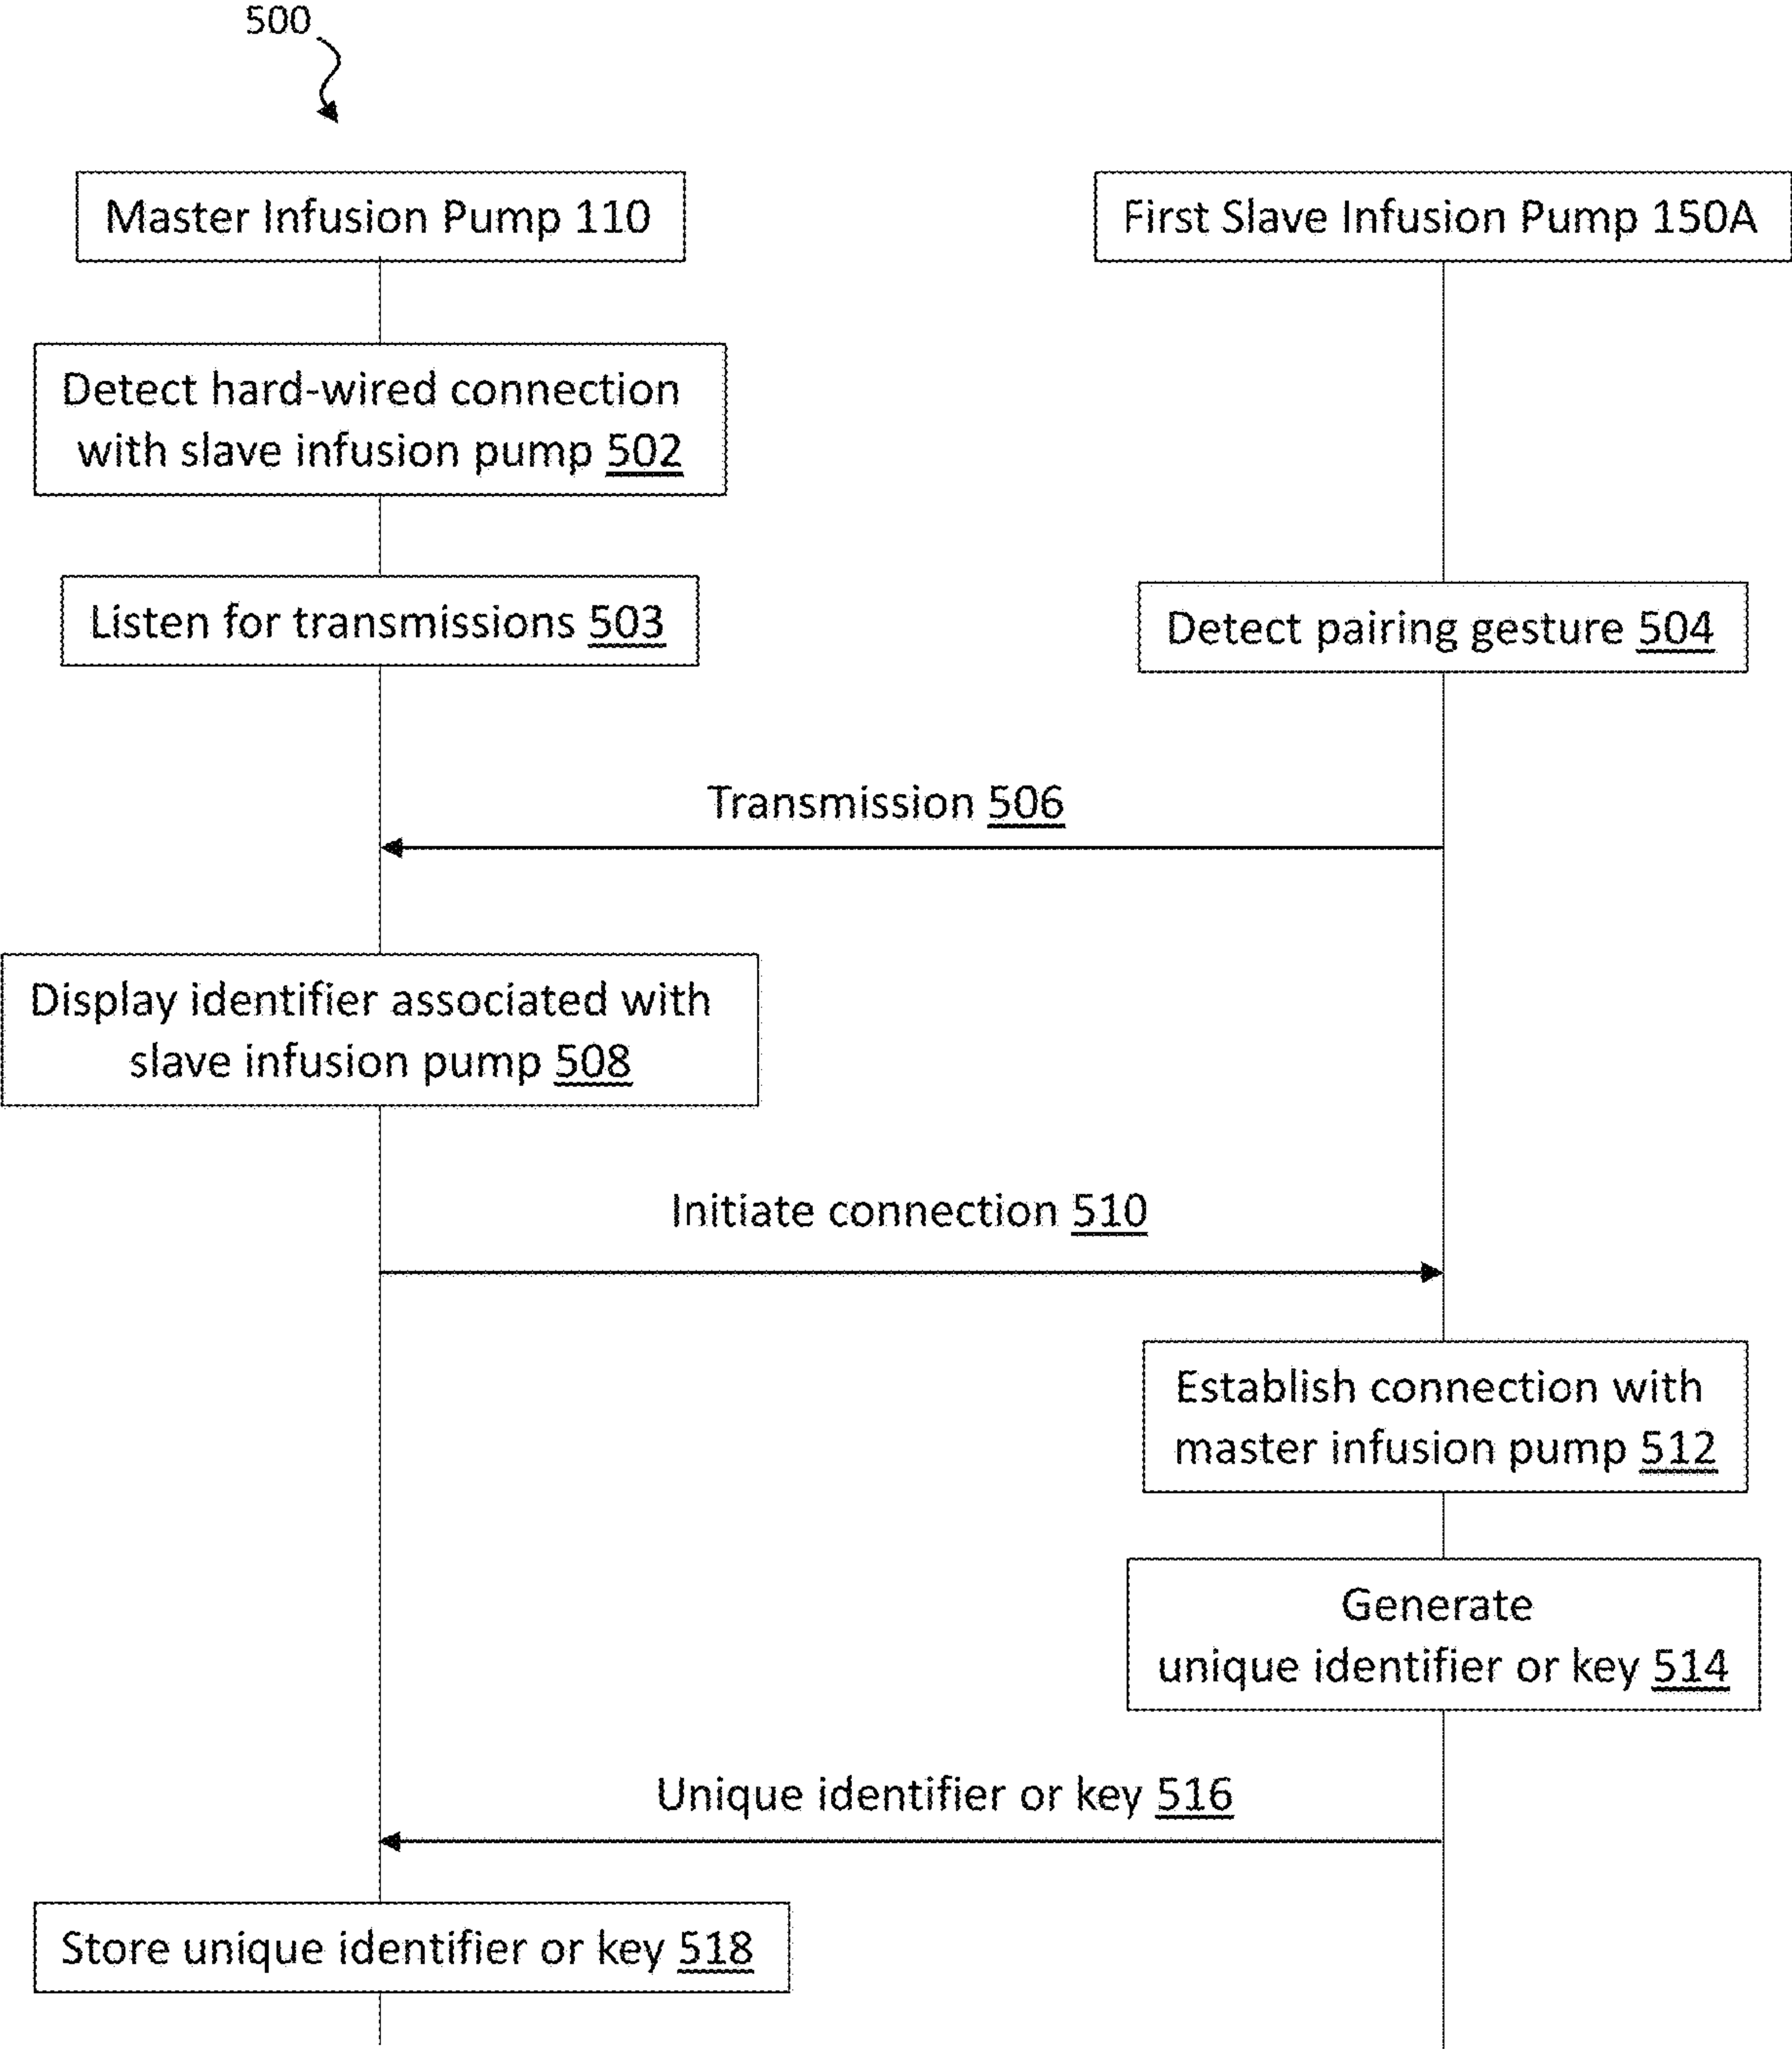 500
Master Infusion Pump 110
First Slave Infusion Pump 150A
Detect hard-wired connection
with slave infusion pump 502
Listen for transmissions 503
Detect pairing gesture 504
Transmission 506
Display identifier associated with
slave infusion pump 508
Initiate connection 510
Establish connection with
master infusion pump 512
Generate
unique identifier or key 514
Unique identifier or key 516
Store unique identifier or key 518